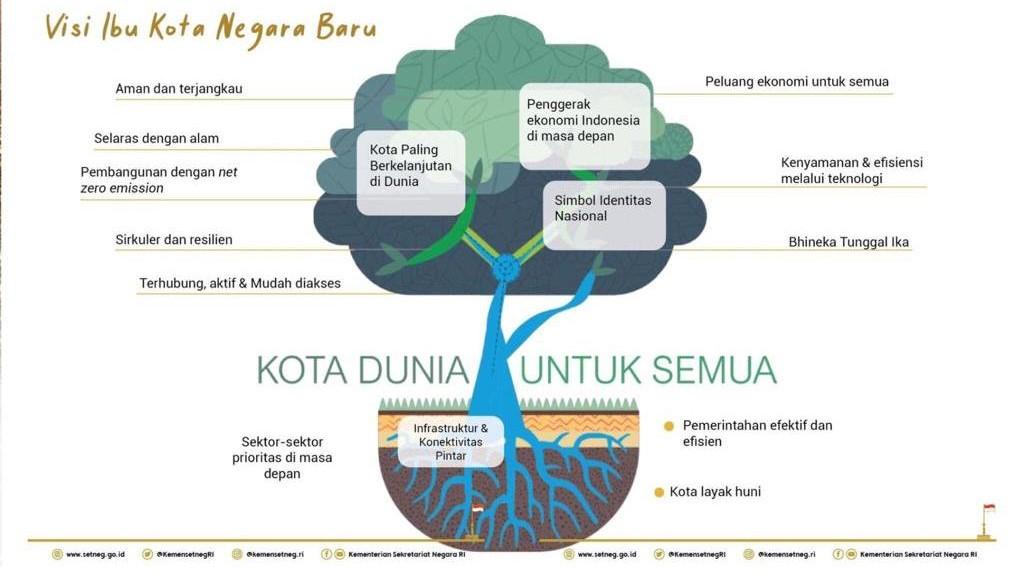 Visi Ibu Kota Negara Baru
Aman dan terjangkau
Selaras dengan alam
Pembangunan dengan net
zero emission
Sirkuler dan resilien
Terhubung, aktif & Mudah diakses
Kota Paling
Berkelanjutan
di Dunia
Penggerak
ekonomi Indonesia
di masa depan
Simbol Identitas
Nasional
Peluang ekonomi untuk semua
Kenyamanan & efisiensi
melalui teknologi
Bhineka Tunggal Ika
KOTA DUNIA UNTUK SEMUA
Sektor-sektor
prioritas di masa
depan
Infrastruktur &
Konektivitas
Pintar
Pemerintahan efektif dan
efisien
Kota layak huni
www.setneg.go.id @KemensetnegRI @kemensetneg.ri Kementerian Sekretariat Negara RI
www.setneg.go.id @KemensetnegRI @kemensetneg.ri Kementerian Sekretariat Negara RI